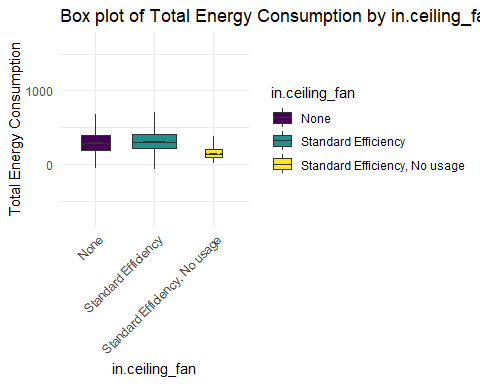 Box plot of Total Energy Consumption by in.ceiling_fa
Total Energy Consumption
1000
0
None
Standard Efficiency
Standard Efficiency, No usage
in.ceiling_fan
in.ceiling_fan
None
Standard Efficiency
Standard Efficiency, No usage